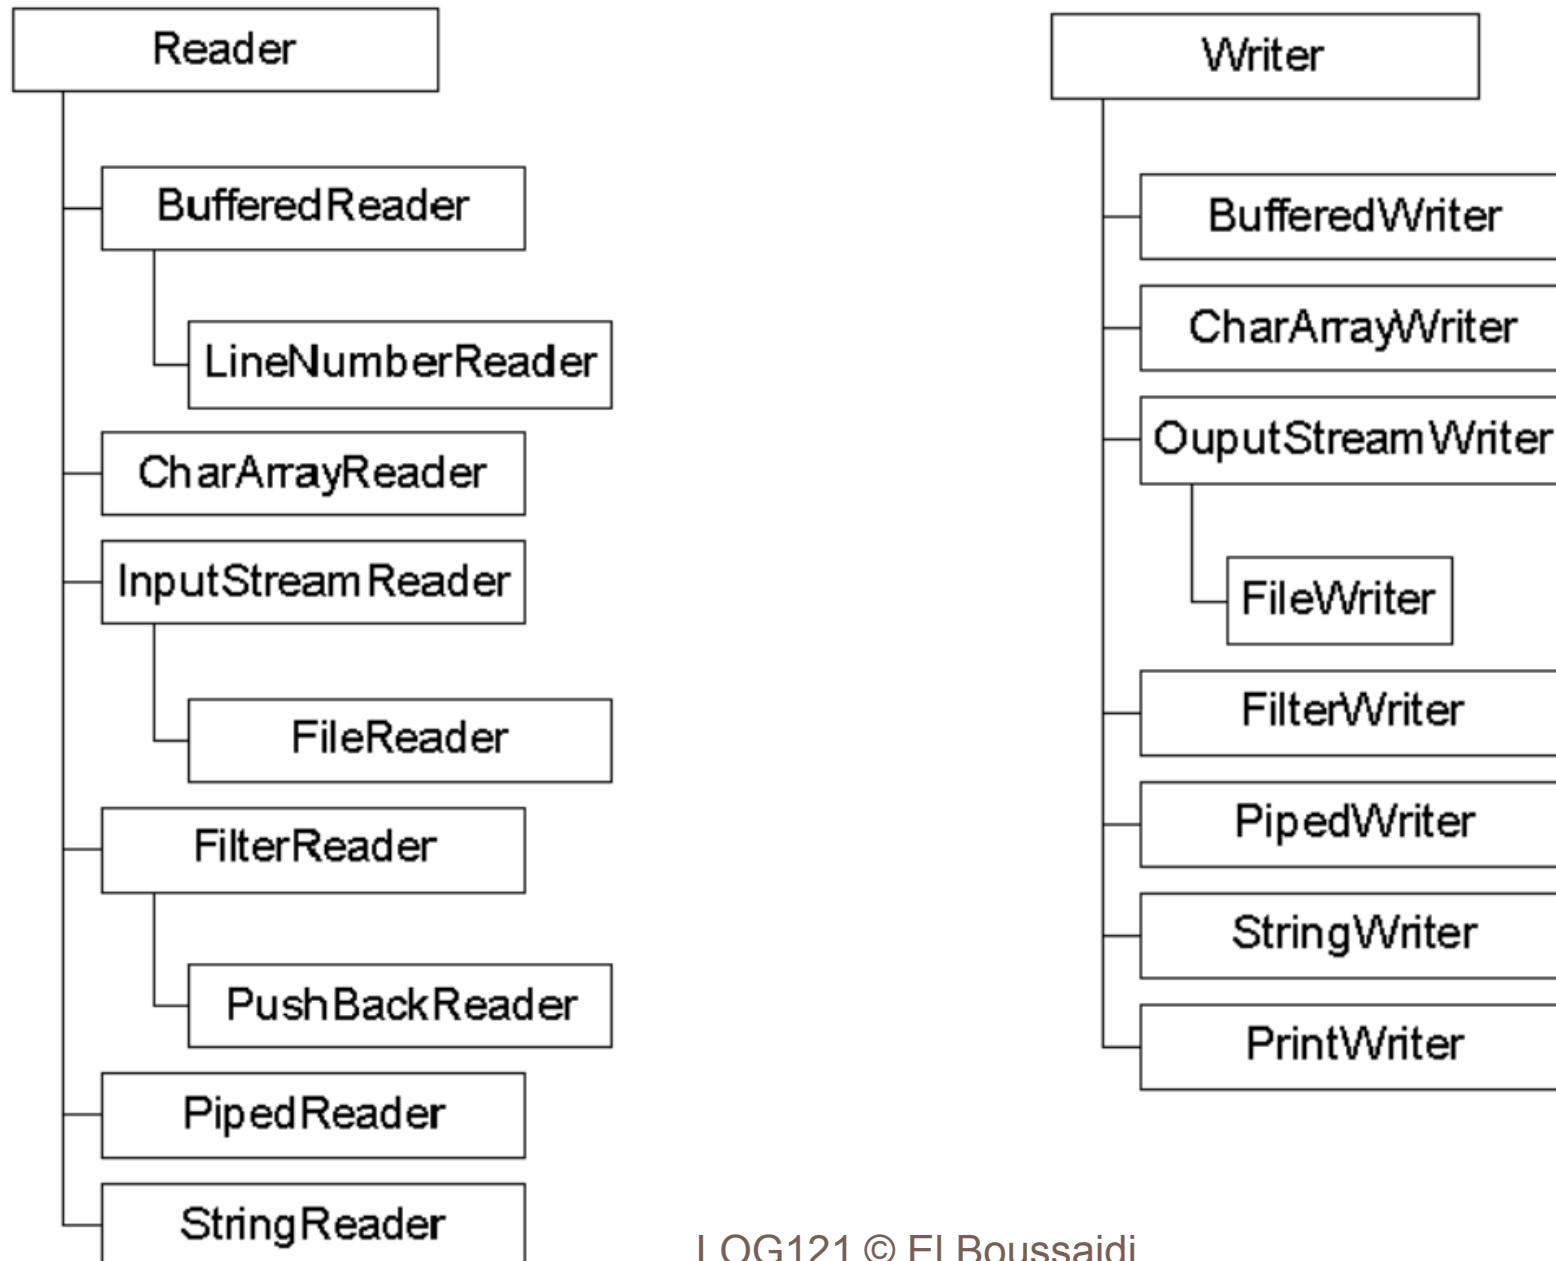 Reader
BufferedReader
LineNumberReader
CharArrayReader
InputStreamReader
FileReader
FilterReader
PushBackReader
PipedReader
StringReader
Writer
BufferedWriter
CharArrayWriter
OuputStreamWriter
FileWriter
FilterWriter
PipedWriter
StringWriter
PrintWriter
LOG121 © El Boussaidi